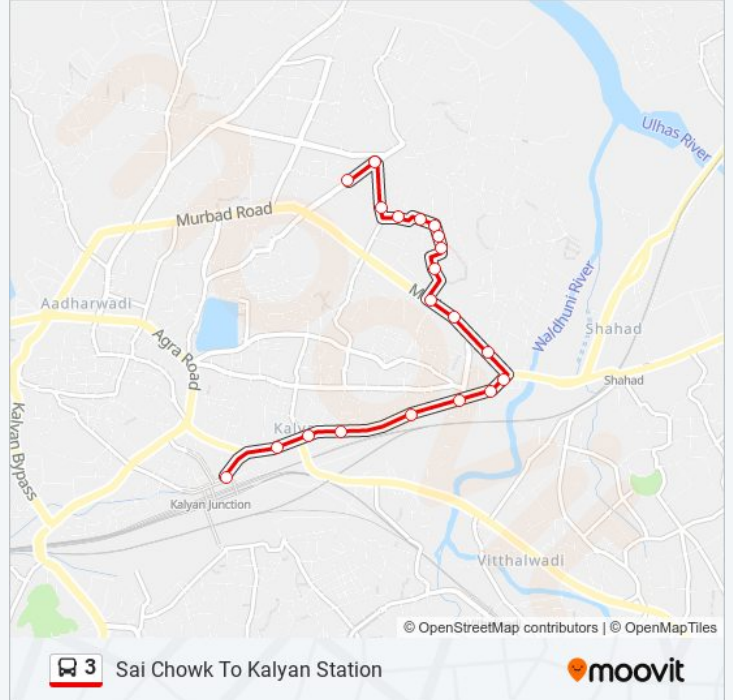 Ulhas River
Murbad Road
Waldhuni River
Aadharwadi
Shahad
Agra Road
Shahad
Kalyan Bypass
Kalyan Junction
Vitthalwadi
© OpenStreetMap contributors | © OpenMapTiles
3 Sai Chowk To Kalyan Station
moovit